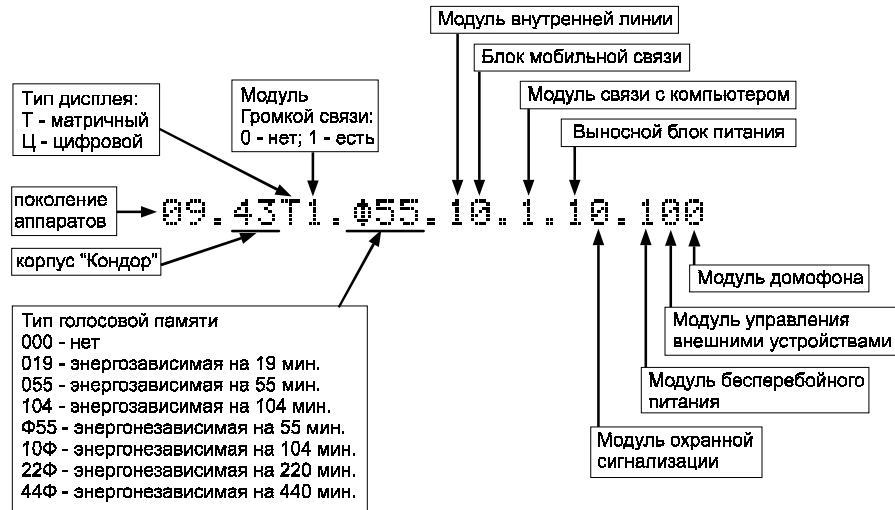 Модуль внутренней линии
Блок мобильной связи
Тип дисплея:
Т - матричный
Ц - цифровой
Модуль
Громкой связи:
0 - нет; 1 - есть
Модуль связи с компьютером
Выносной блок питания
поколение
аппаратов
09.43Т1.Ф55.10.1.10.100
корпус "Кондор"
Модуль домофона
Тип голосовой памяти
000 - нет
019 - энергозависимая на 19 мин.
055 - энергозависимая на 55 мин.
104 - энергозависимая на 104 мин.
Ф55 - энергонезависимая на 55 мин.
10Ф - энергонезависимая на 104 мин.
22Ф - энергонезависимая на 220 мин.
44Ф - энергонезависимая на 440 мин.
Модуль управления
внешними устройствами
Модуль бесперебойного
питания
Модуль охранной
сигнализации